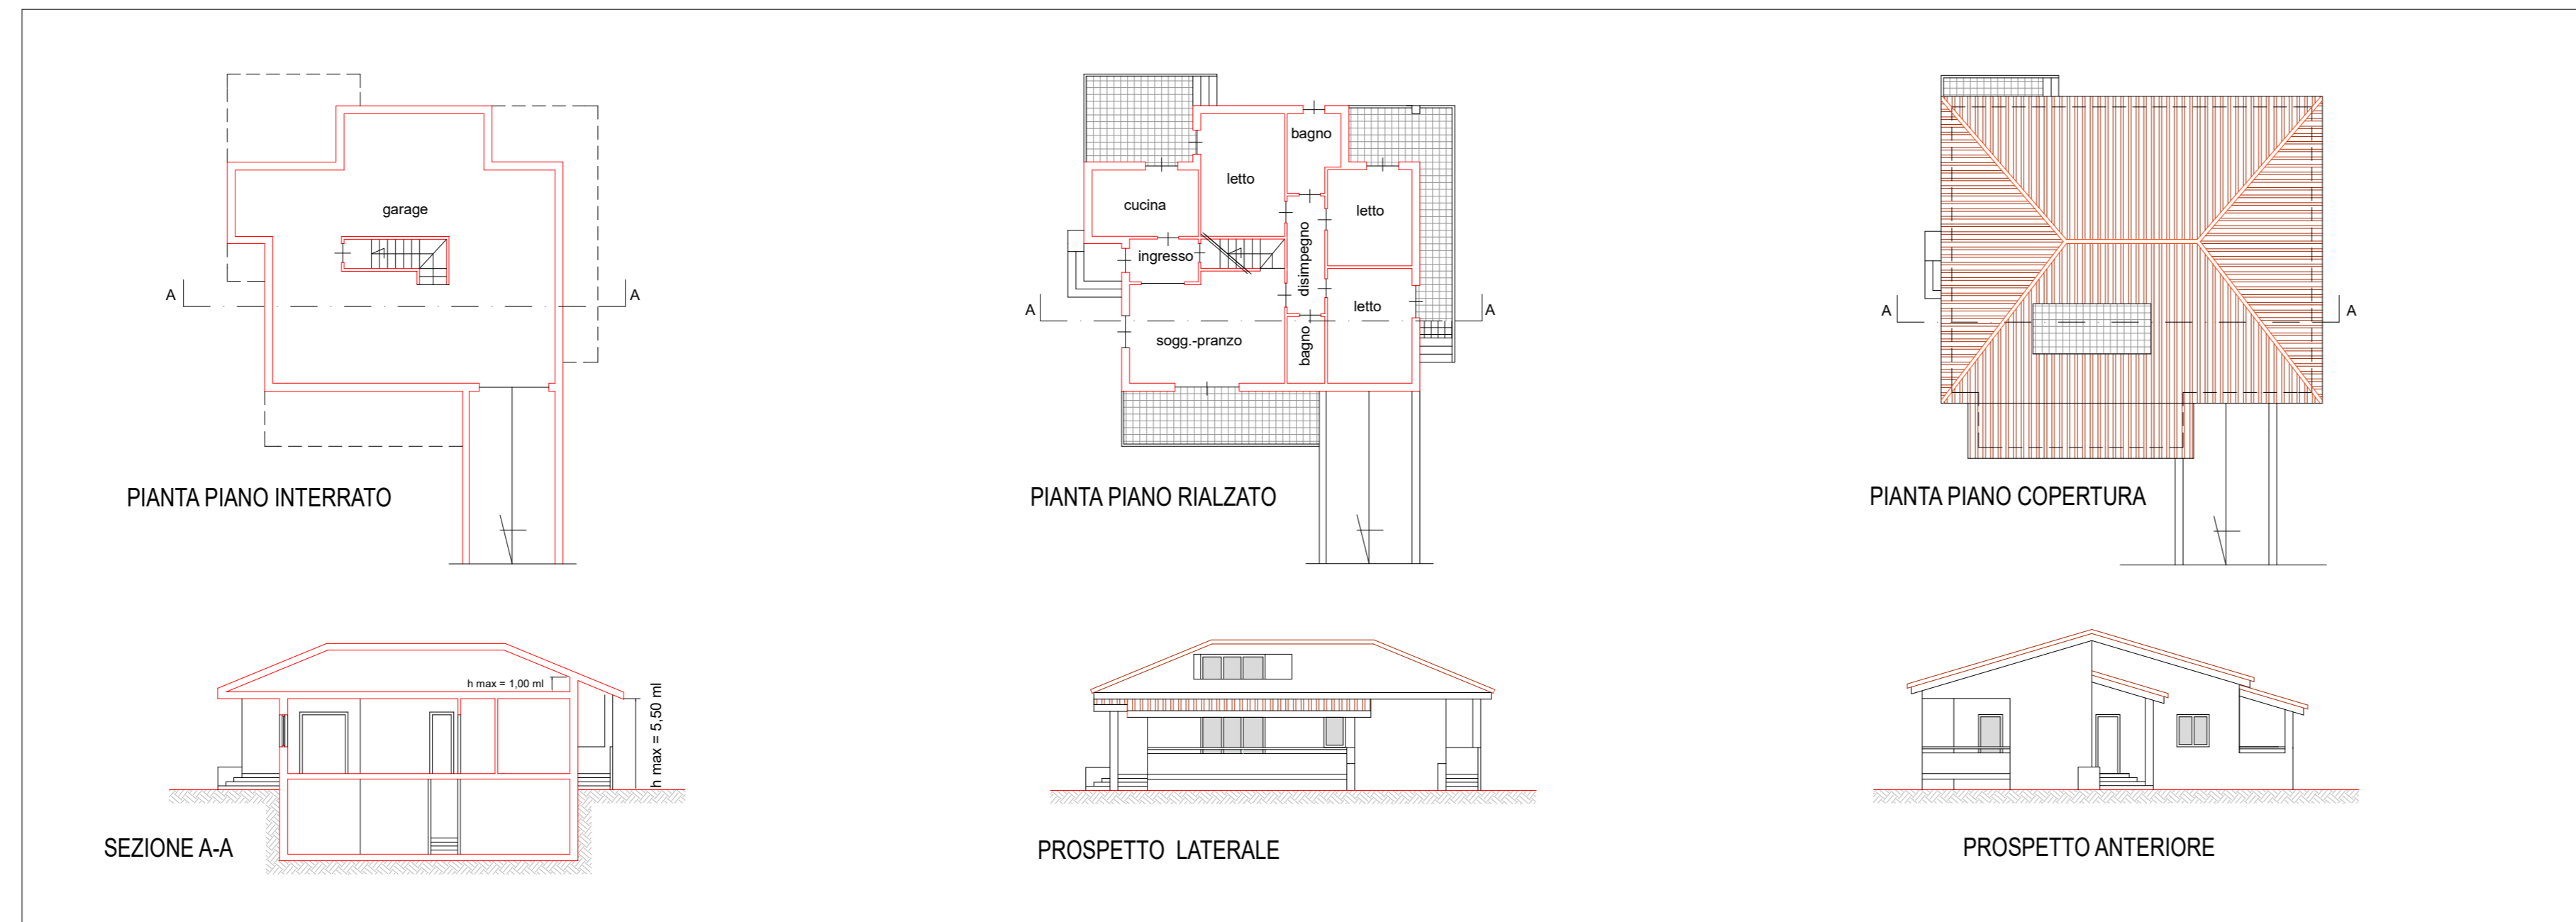 garage
A
A
PIANTA PIANO INTERRATO
bagno
letto
cucina
letto
disimpegno
ingresso
letto
A
A
sogg.-pranzo
bagno
PIANTA PIANO RIALZATO
A
A
PIANTA PIANO COPERTURA
h max = 1,00 ml
h max = 5,50 ml
SEZIONE A-A
PROSPETTO LATERALE
PROSPETTO ANTERIORE